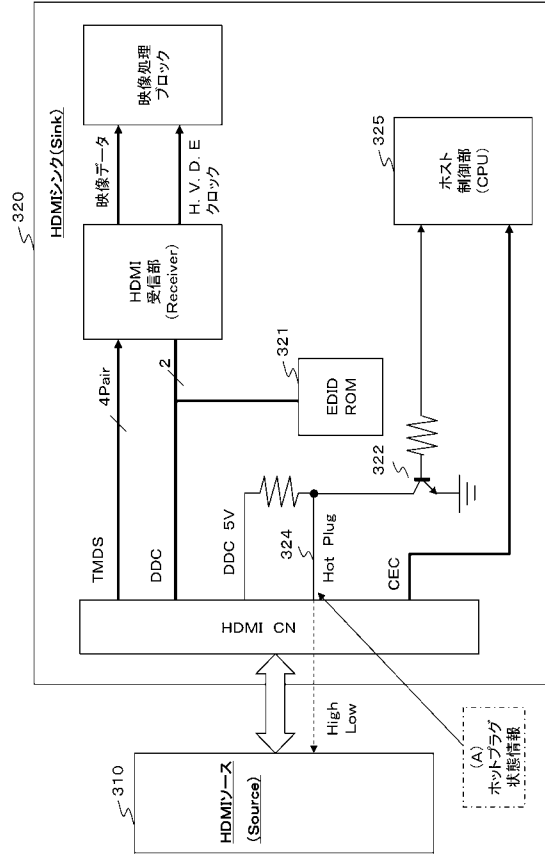 320
HDMIシンク(Sink)
映像処理
ブロック
映像データ
H. V. D. E
クロック
HDMI
受信部
(Receiver)
325
ホスト
制御部
(CPU)
4Pair
2
321
EDID
ROM
322
TMDS
DDC
DDC 5V
324
Hot Plug
CEC
HDMI CN
High
Low
310
HDMIソース
(Source)
(A)
ホットプラグ
状態情報